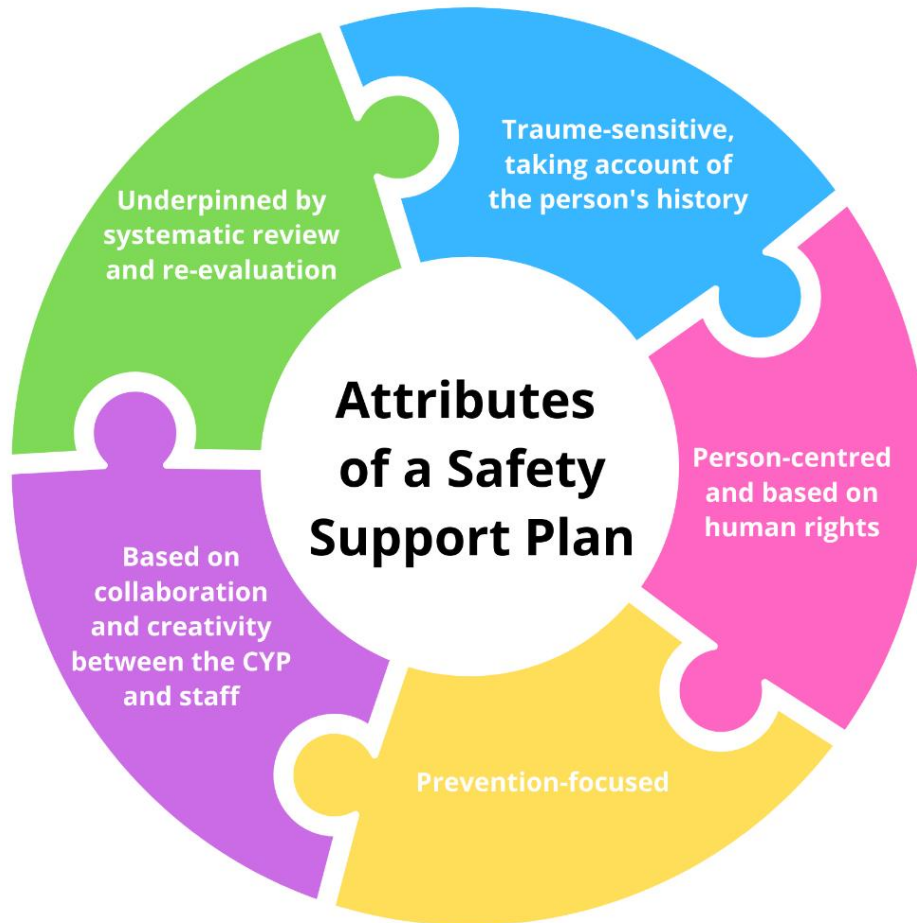 Attributes
of a Safety
Support Plan
Traume-sensitive,
taking account of
the person's history
Person-centred
and based on
human rights
Prevention-focused
Based on
collaboration
and creativity
between the CYP
and staff
Underpinned by
systematic review
and re-evaluation